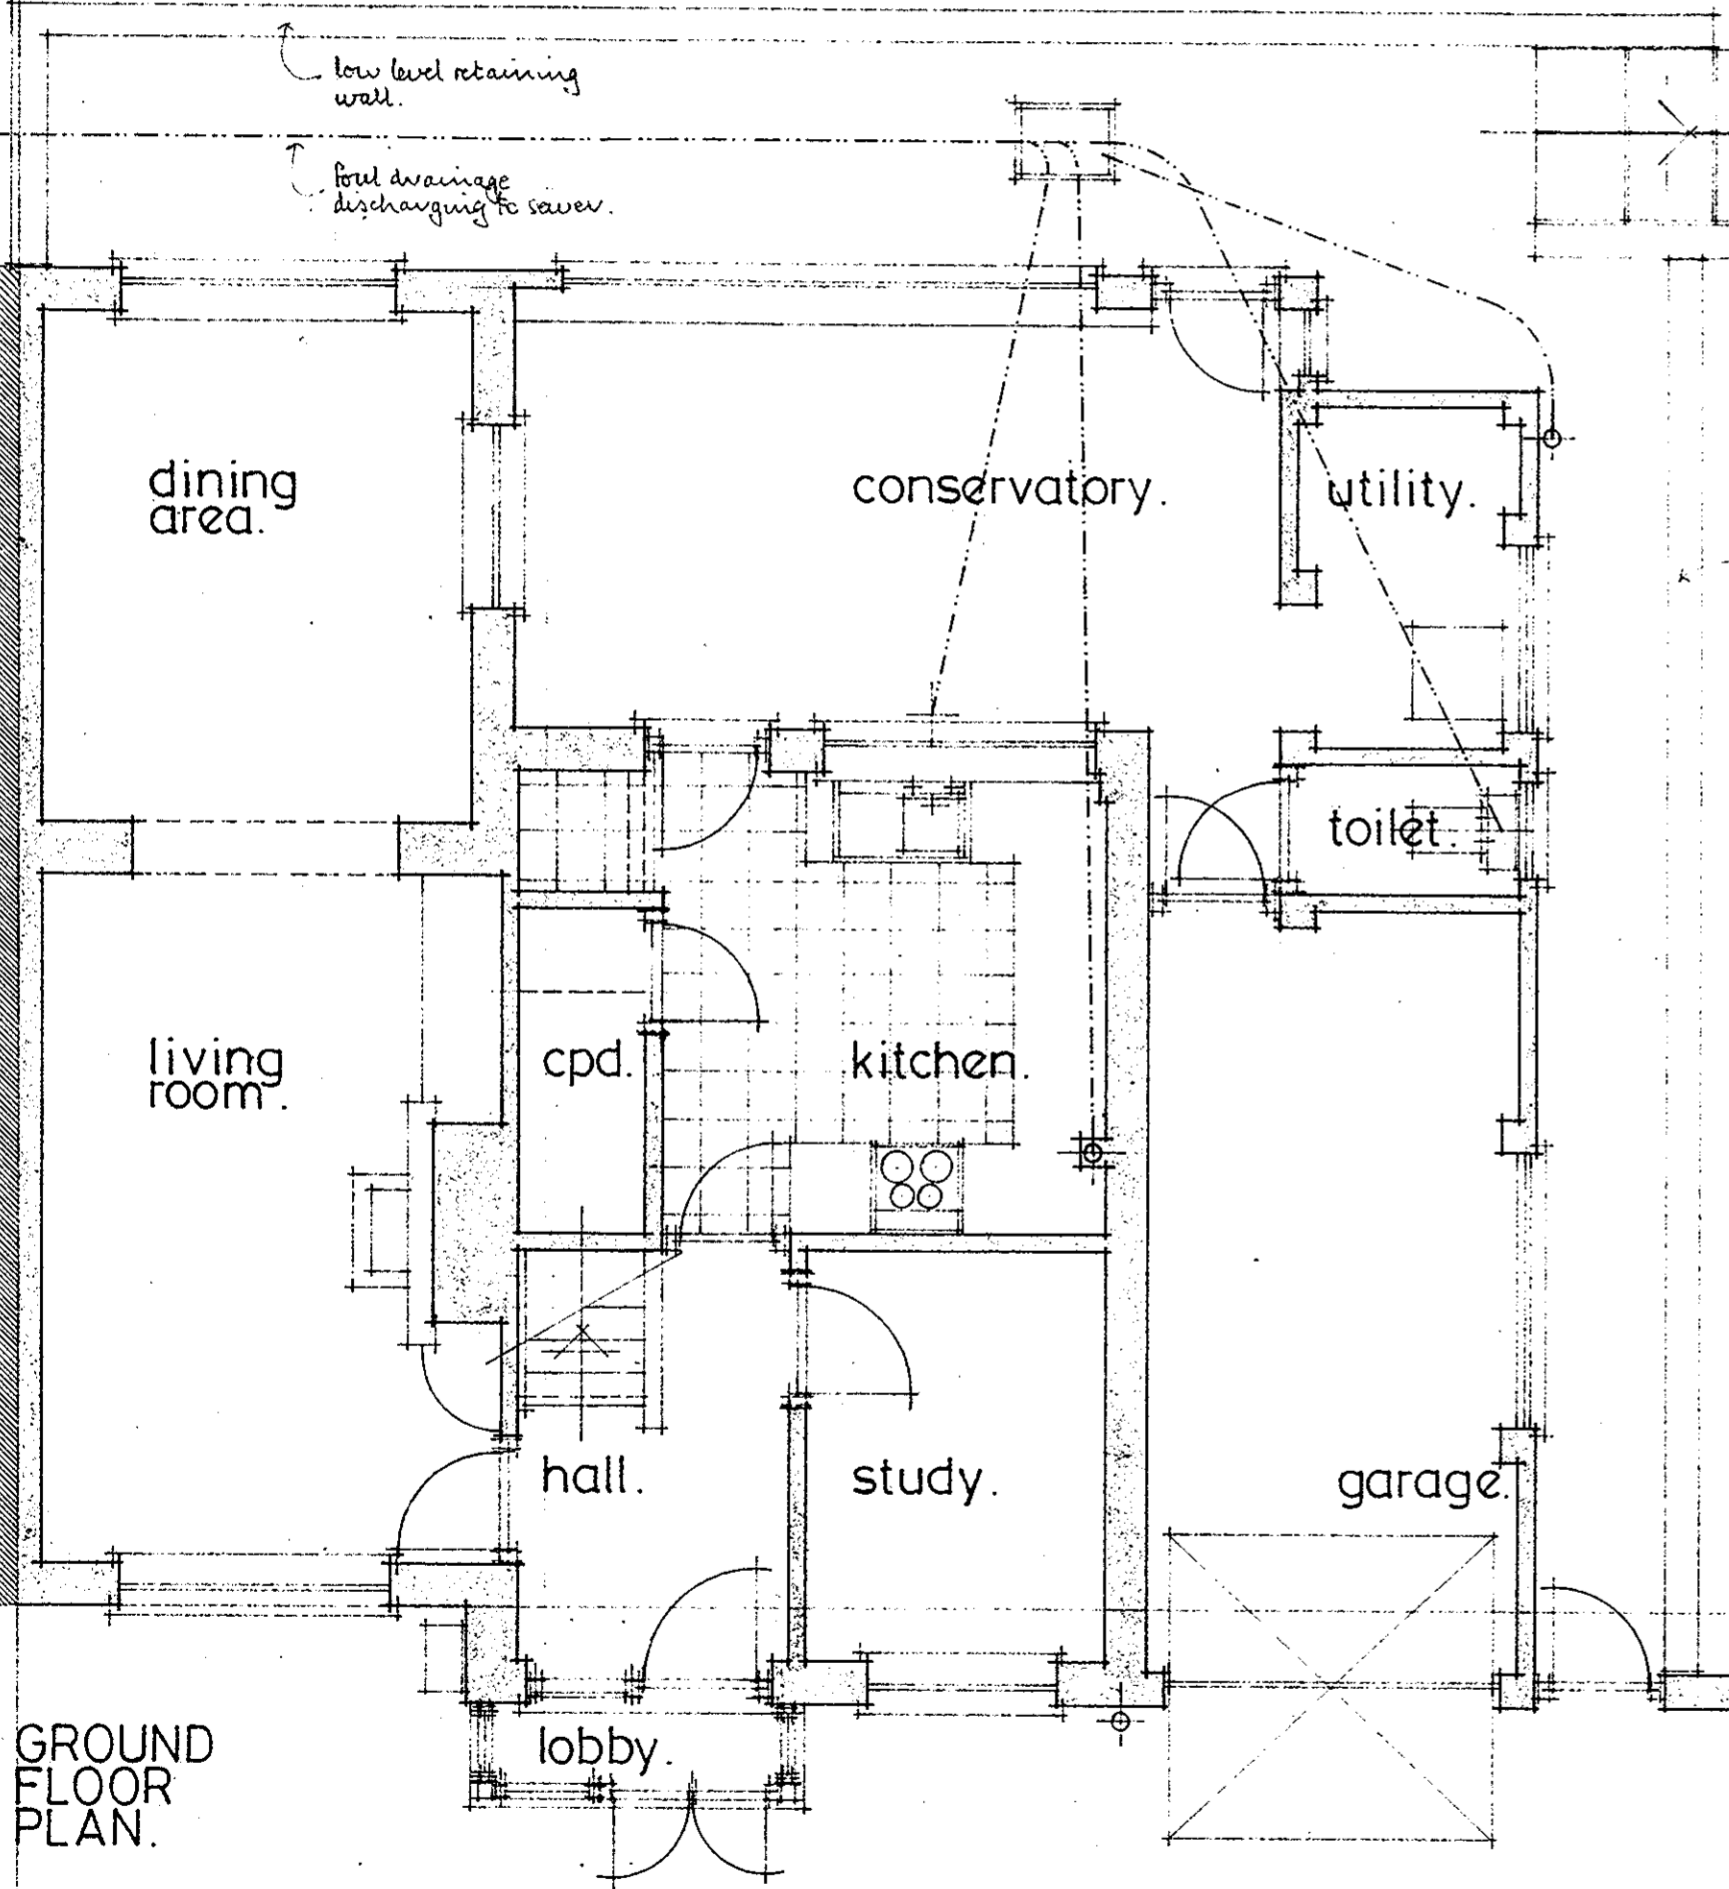 low level retaining
wall.
foul drainage
discharging to sewer.
dining
area.
conservatory.
utility.
toilet.
living
room.
cpd.
kitchen.
hall.
study.
garage.
lobby.
GROUND
FLOOR
PLAN.